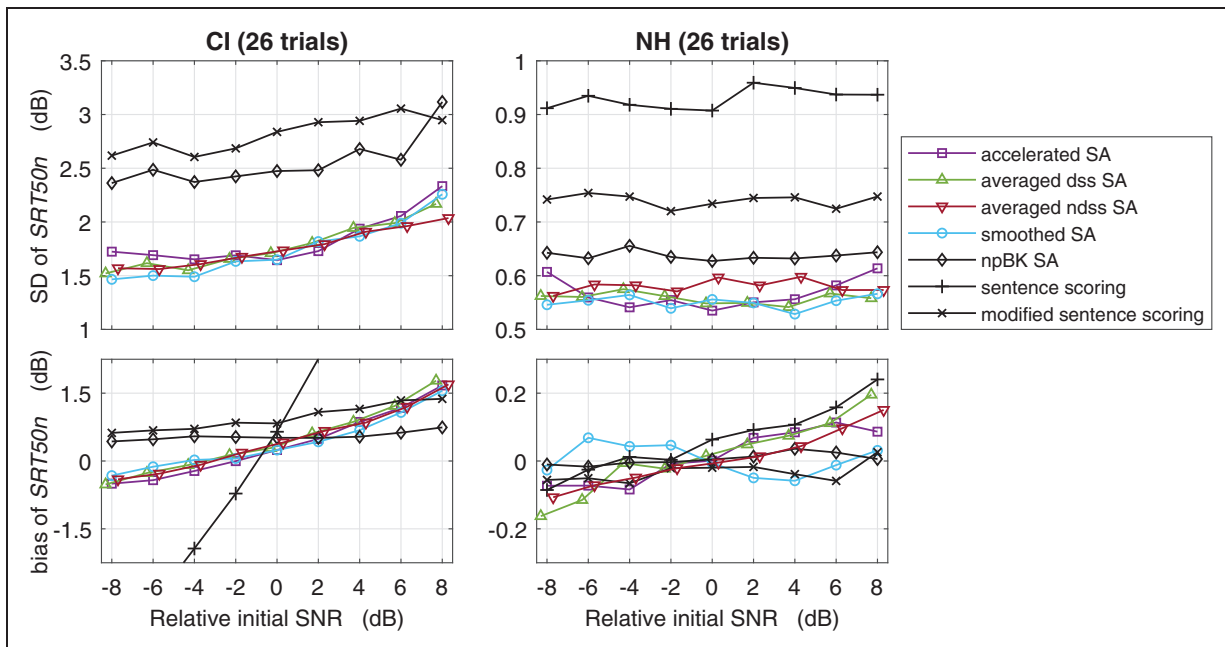 CI (26 trials)
NH (26 trials)
SD of SRT50n (dB)
3.5
3
2.5
2
1.5
1
1
0.9
0.8
0.7
0.6
0.5
accelerated SA
averaged dss SA
averaged ndss SA
smoothed SA
npBK SA
sentence scoring
modified sentence scoring
bias of SRT50n (dB)
1.5
0
-1.5
0.2
0
-0.2
-8 -6 -4 -2 0 2 4 6 8
-8 -6 -4 -2 0 2 4 6 8
Relative initial SNR (dB)
Relative initial SNR (dB)